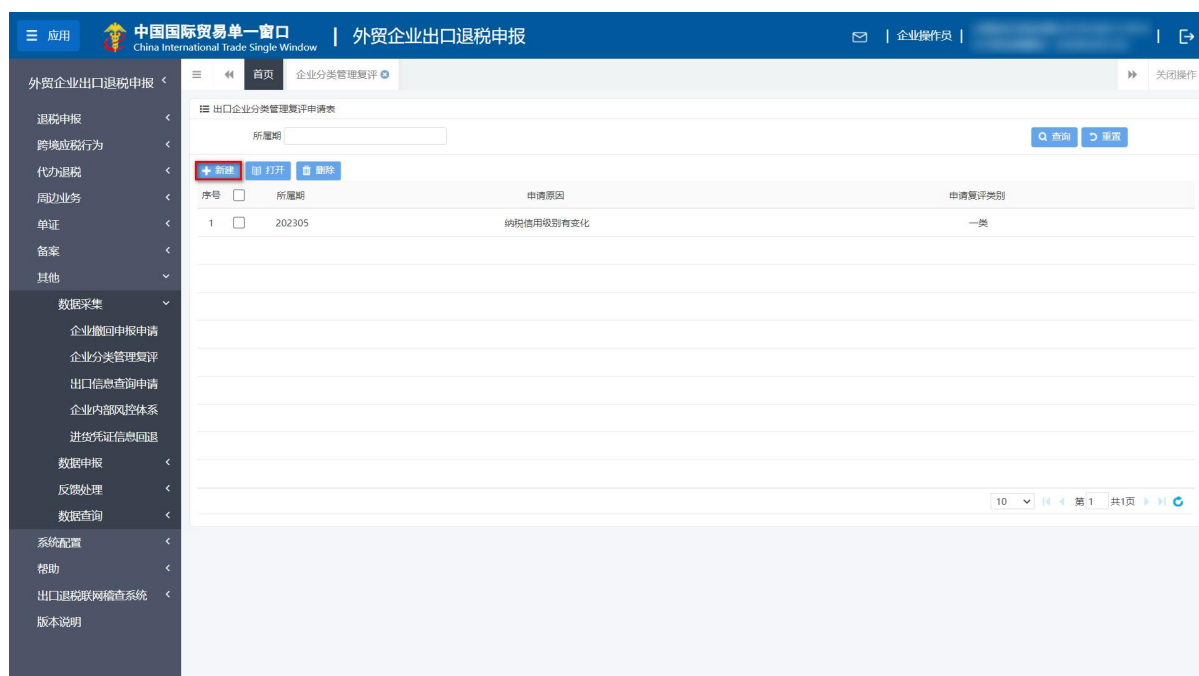 应用
中国国际贸易单一窗口
China International Trade Single Window
外贸企业出口退税申报
企业操作员
外贸企业出口退税申报
退税申报
跨境应税行为
代办退税
周边业务
单证
备案
其他
数据采集
企业撤回申报申请
企业分类管理复评
出口信息查询申请
企业内部风控体系
进货凭证信息回退
数据申报
反馈处理
数据查询
系统配置
帮助
出口退税联网稽查系统
版本说明
首页 企业分类管理复评 关闭操作
出口企业分类管理复评申请表
所属期 查询 重置
新建 打开 删除
序号 所属期 申请原因 申请复评类别
1 202305 纳税信用级别有变化 一类
10 第 1 共1页